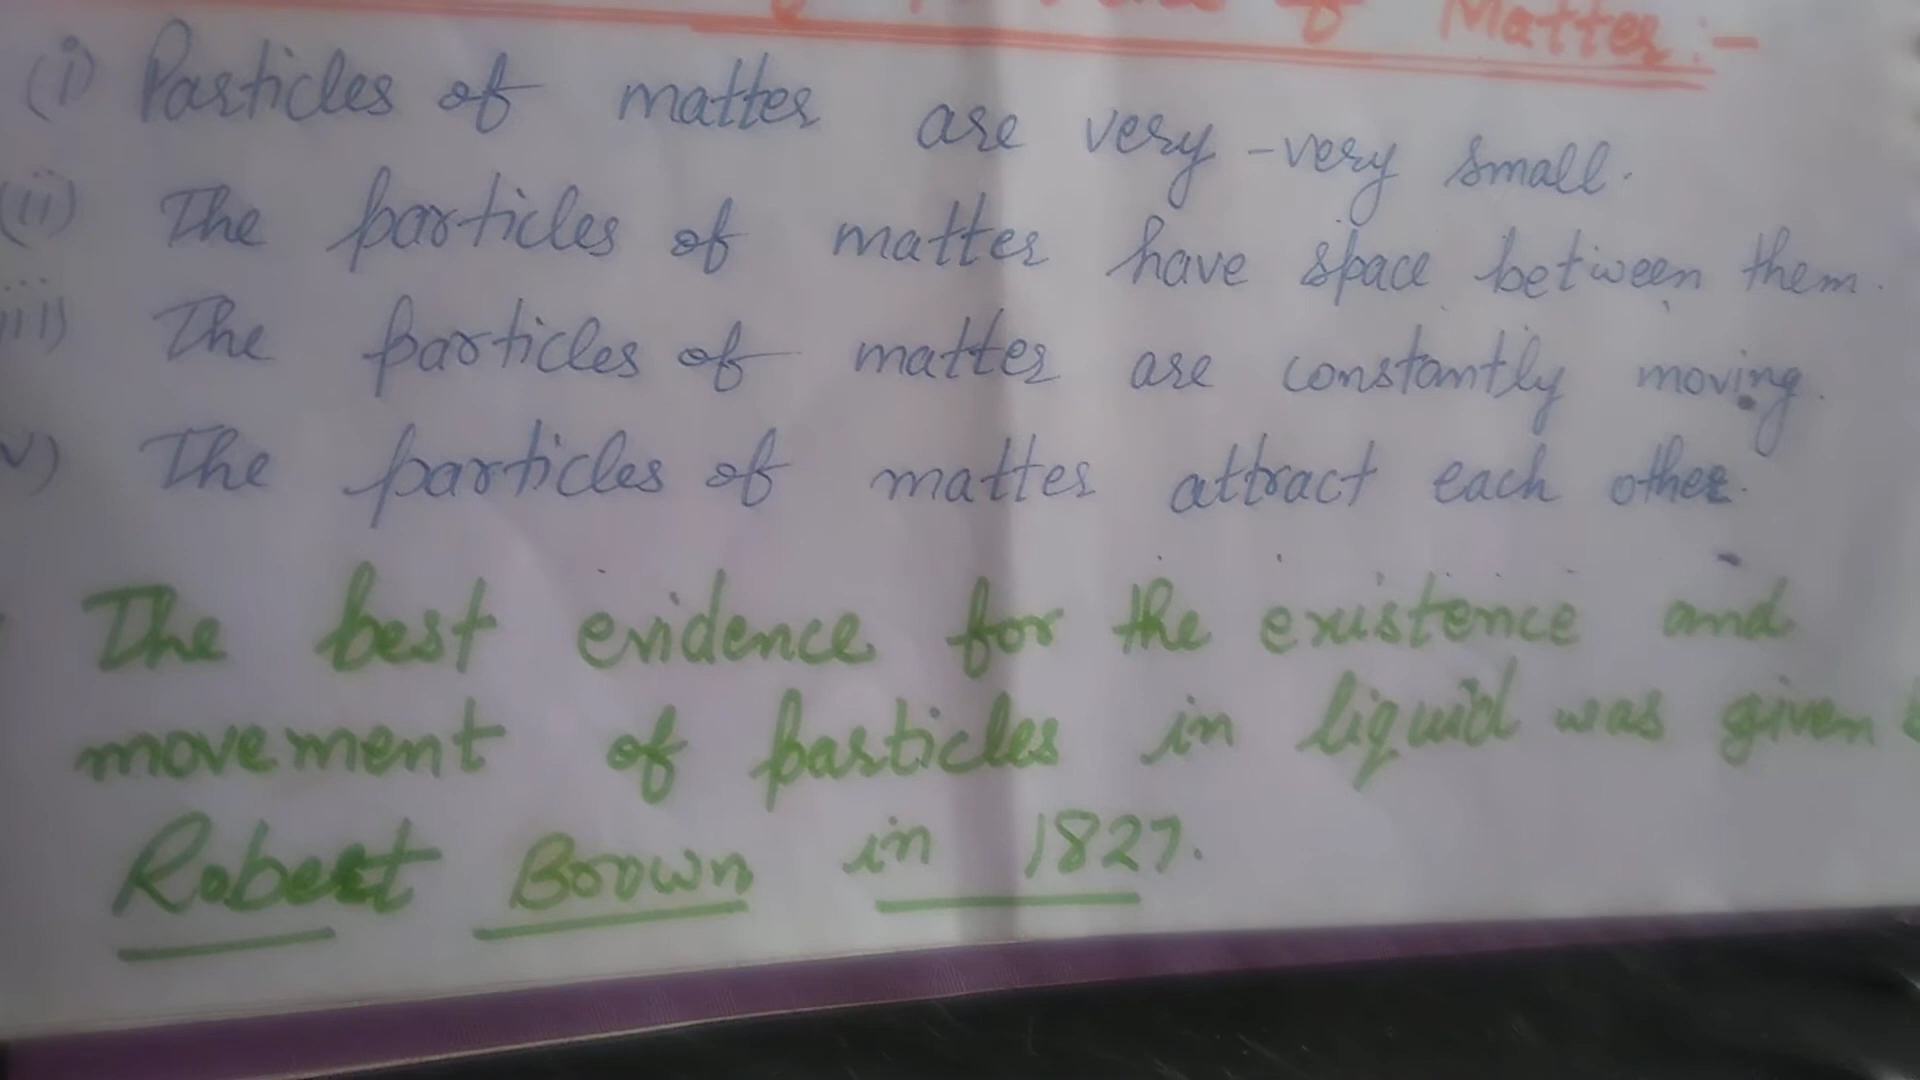 of Matter:-
(i) Particles of matter are very-very small.
(ii) The particles of matter have space between them.
iii) The particles of matter are constantly moving.
v) The particles of matter attract each other.
The best evidence for the existence and
movement of particles in liquid was given
Robert Brown in 1827.